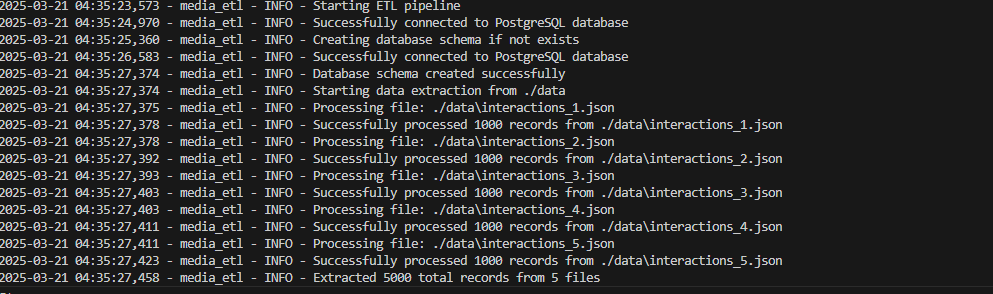 2025-03-21 04:35:23,573 - media_etl - INFO - Starting ETL pipeline
2025-03-21 04:35:24,970 - media_etl - INFO - Successfully connected to PostgreSQL database
2025-03-21 04:35:25,360 - media_etl - INFO - Creating database schema if not exists
2025-03-21 04:35:26,583 - media_etl - INFO - Successfully connected to PostgreSQL database
2025-03-21 04:35:27,374 - media_etl - INFO - Database schema created successfully
2025-03-21 04:35:27,374 - media_etl - INFO - Starting data extraction from ./data
2025-03-21 04:35:27,375 - media_etl - INFO - Processing file: ./data\interactions_1.json
2025-03-21 04:35:27,378 - media_etl - INFO - Successfully processed 1000 records from ./data\interactions_1.json
2025-03-21 04:35:27,378 - media_etl - INFO - Processing file: ./data\interactions_2.json
2025-03-21 04:35:27,392 - media_etl - INFO - Successfully processed 1000 records from ./data\interactions_2.json
2025-03-21 04:35:27,393 - media_etl - INFO - Processing file: ./data\interactions_3.json
2025-03-21 04:35:27,403 - media_etl - INFO - Successfully processed 1000 records from ./data\interactions_3.json
2025-03-21 04:35:27,403 - media_etl - INFO - Processing file: ./data\interactions_4.json
2025-03-21 04:35:27,411 - media_etl - INFO - Successfully processed 1000 records from ./data\interactions_4.json
2025-03-21 04:35:27,411 - media_etl - INFO - Processing file: ./data\interactions_5.json
2025-03-21 04:35:27,423 - media_etl - INFO - Successfully processed 1000 records from ./data\interactions_5.json
2025-03-21 04:35:27,458 - media_etl - INFO - Extracted 5000 total records from 5 files